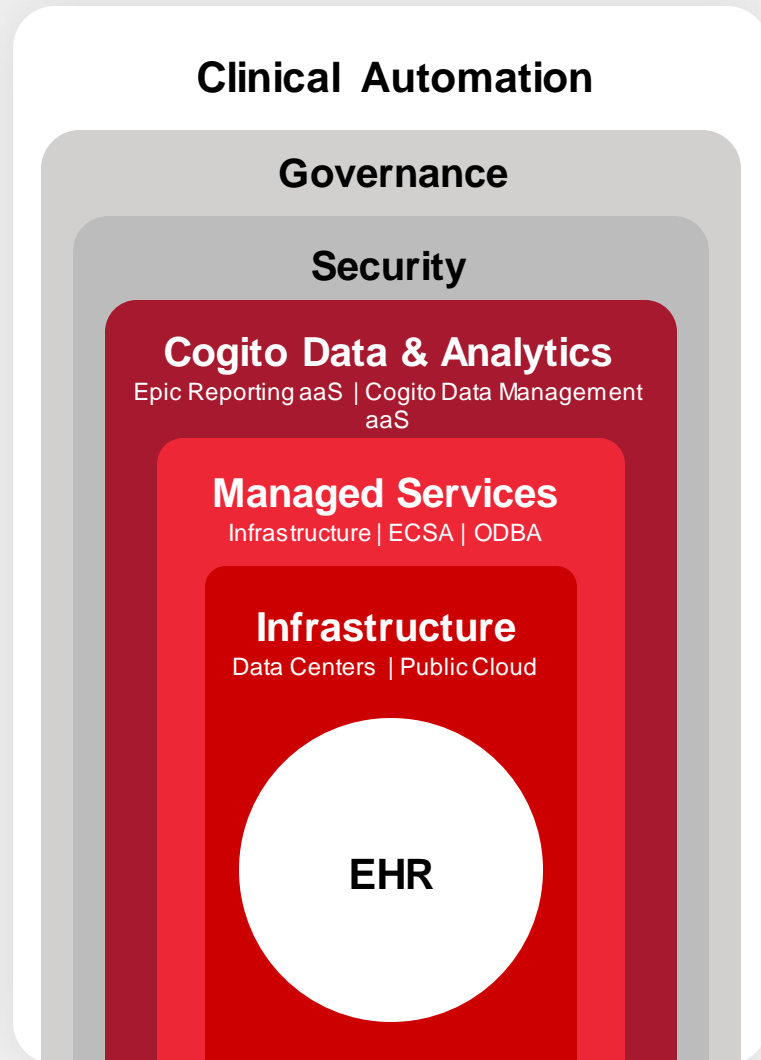 Clinical Automation
Governance
Security
Cogito Data & Analytics
Epic Reporting aaS | Cogito Data Management
aaS
Managed Services
Infrastructure | ECSA | ODBA
Infrastructure
Data Centers | Public Cloud
EHR